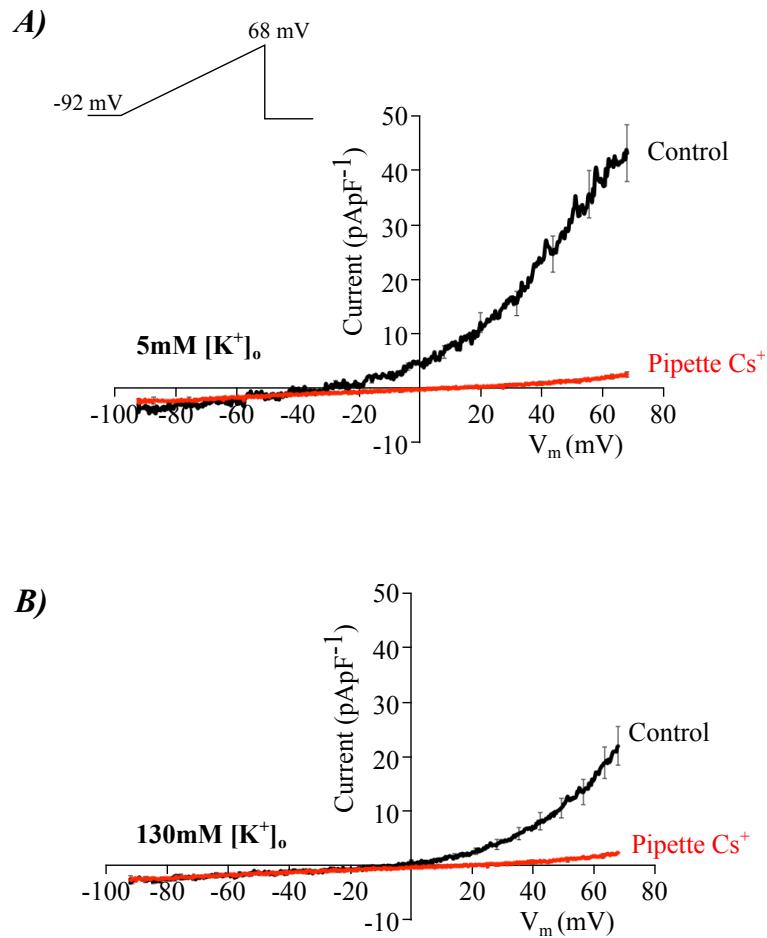 A)
68 mV
-92 mV
50
40
30
20
10
-10
Current (pApF⁻¹)
Control
5mM [K⁺]ₒ
Pipette Cs⁺
-100 -80 -60 -40 -20 0 20 40 60 80
Vₘ (mV)
B)
50
40
30
20
10
-10
Current (pApF⁻¹)
Control
130mM [K⁺]ₒ
Pipette Cs⁺
-100 -80 -60 -40 -20 0 20 40 60 80
Vₘ (mV)